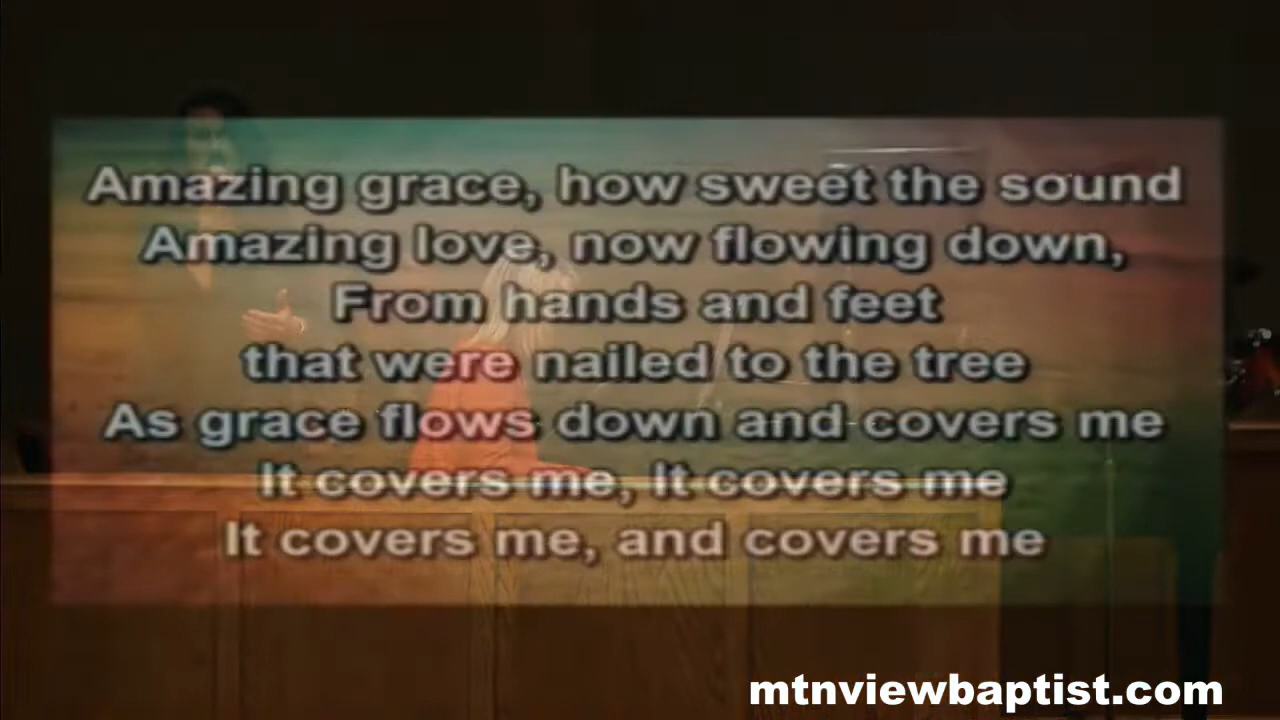 Amazing grace, how sweet the sound
Amazing love, now flowing down,
From hands and feet
that were nailed to the tree
As grace flows down and covers me
It covers me, It covers me
It covers me, and covers me
mtnviewbaptist.com